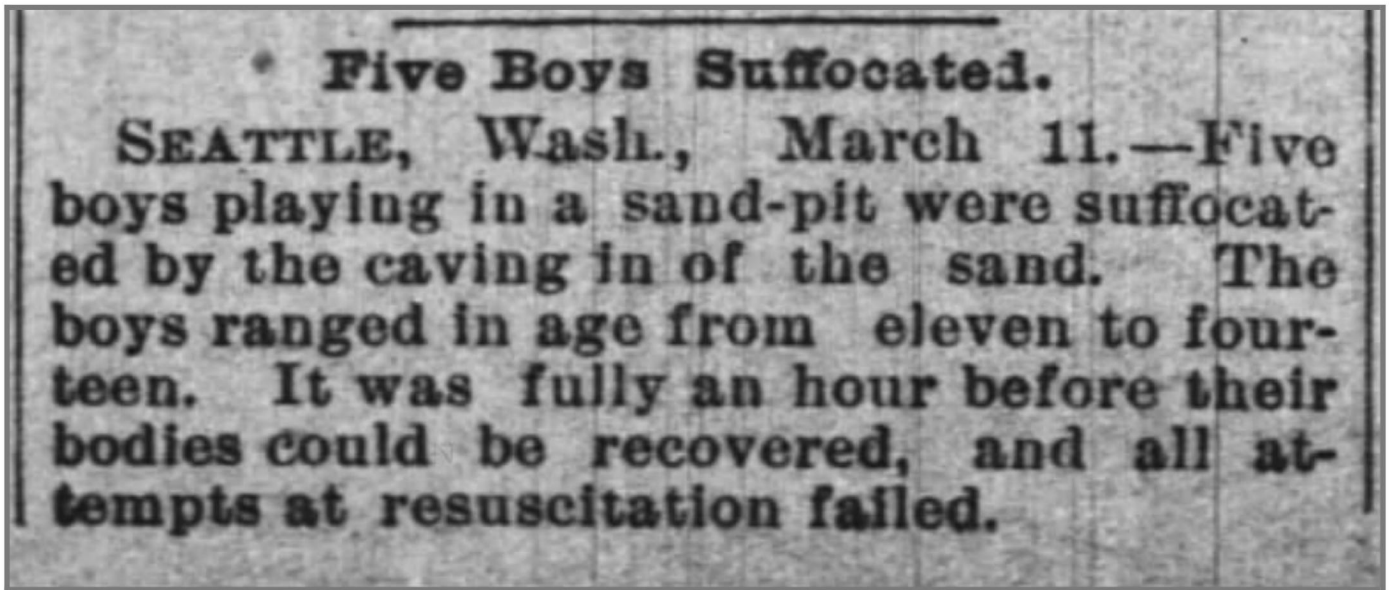 Five Boys Suffocated.
SEATTLE, Wash., March 11.—Five
boys playing in a sand-pit were suffocat-
ed by the caving in of the sand. The
boys ranged in age from eleven to four-
teen. It was fully an hour before their
bodies could be recovered, and all at-
tempts at resuscitation failed.